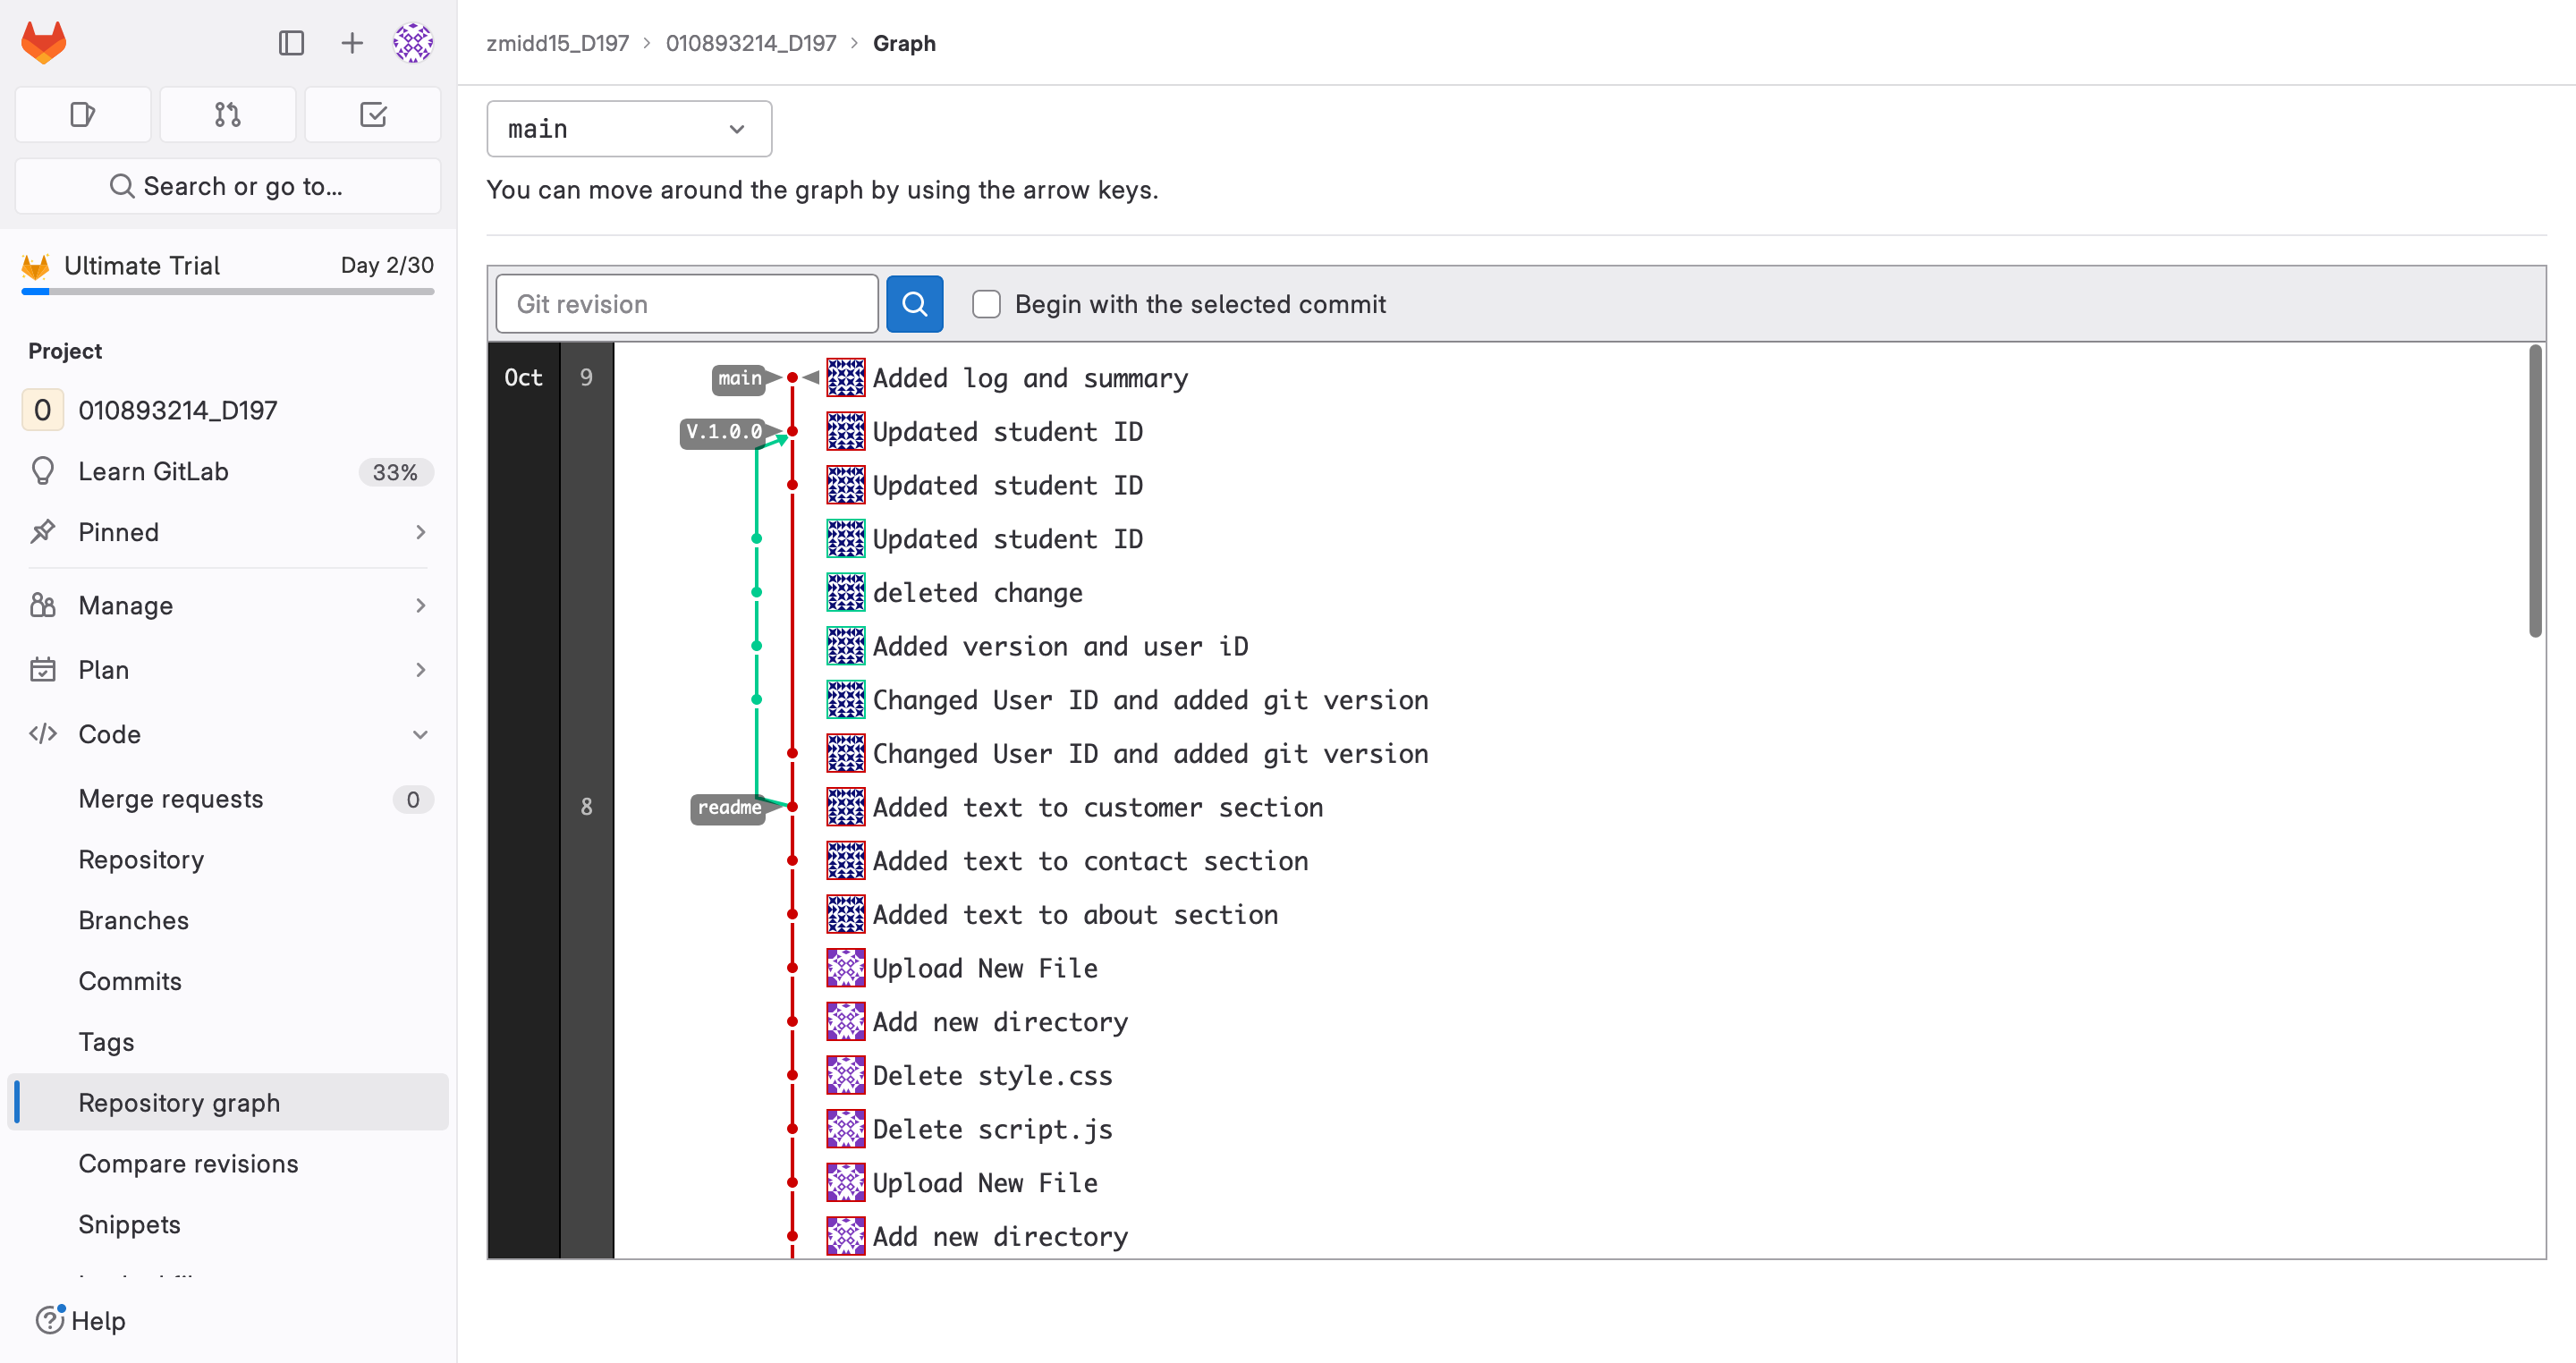 zmidd15_D197 > 010893214_D197 > Graph
Search or go to...
Ultimate Trial Day 2/30
Project
0 010893214_D197
Learn GitLab 33%
Pinned
Manage
Plan
Code
Merge requests 0
Repository
Branches
Commits
Tags
Repository graph
Compare revisions
Snippets
Help
main
You can move around the graph by using the arrow keys.
Git revision Begin with the selected commit
Oct 9 main Added log and summary
V.1.0.0 Updated student ID
Updated student ID
Updated student ID
deleted change
Added version and user iD
Changed User ID and added git version
Changed User ID and added git version
8 readme Added text to customer section
Added text to contact section
Added text to about section
Upload New File
Add new directory
Delete style.css
Delete script.js
Upload New File
Add new directory